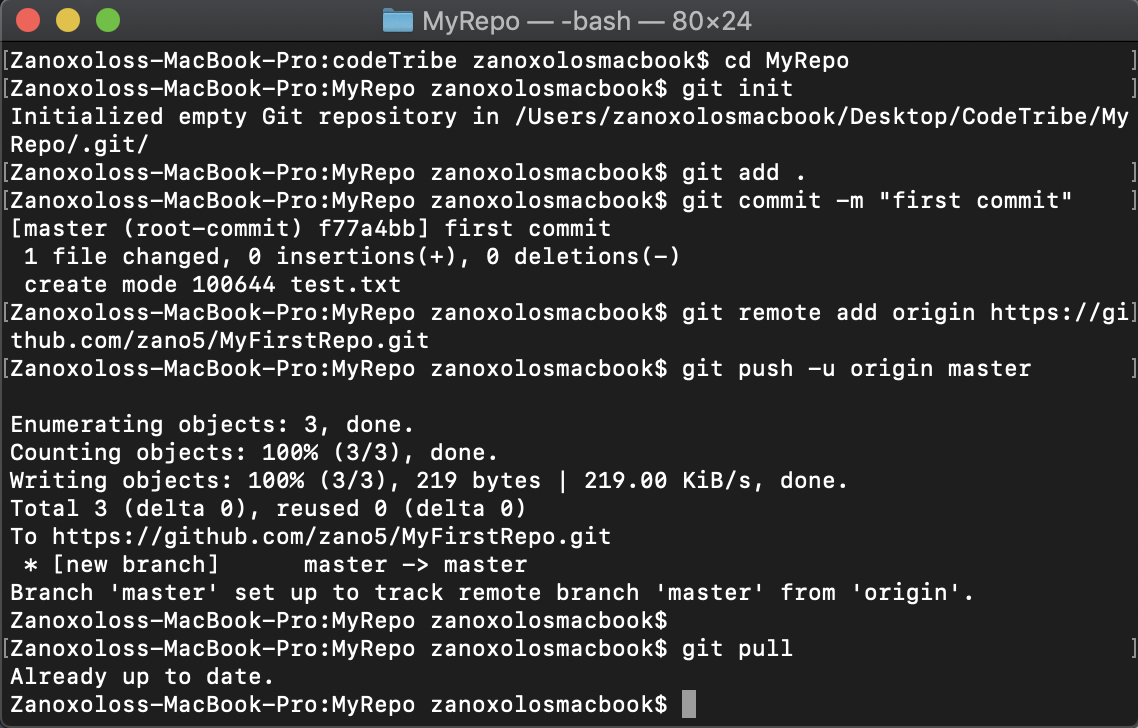 MyRepo — -bash — 80×24
[Zanoxoloss-MacBook-Pro:codeTribe zanoxolosmacbook$ cd MyRepo ]
[Zanoxoloss-MacBook-Pro:MyRepo zanoxolosmacbook$ git init ]
Initialized empty Git repository in /Users/zanoxolosmacbook/Desktop/CodeTribe/My
Repo/.git/
[Zanoxoloss-MacBook-Pro:MyRepo zanoxolosmacbook$ git add . ]
[Zanoxoloss-MacBook-Pro:MyRepo zanoxolosmacbook$ git commit -m "first commit" ]
[master (root-commit) f77a4bb] first commit
 1 file changed, 0 insertions(+), 0 deletions(-)
 create mode 100644 test.txt
[Zanoxoloss-MacBook-Pro:MyRepo zanoxolosmacbook$ git remote add origin https://gi]
thub.com/zano5/MyFirstRepo.git
[Zanoxoloss-MacBook-Pro:MyRepo zanoxolosmacbook$ git push -u origin master ]
Enumerating objects: 3, done.
Counting objects: 100% (3/3), done.
Writing objects: 100% (3/3), 219 bytes | 219.00 KiB/s, done.
Total 3 (delta 0), reused 0 (delta 0)
To https://github.com/zano5/MyFirstRepo.git
 * [new branch]      master -> master
Branch 'master' set up to track remote branch 'master' from 'origin'.
Zanoxoloss-MacBook-Pro:MyRepo zanoxolosmacbook$
[Zanoxoloss-MacBook-Pro:MyRepo zanoxolosmacbook$ git pull ]
Already up to date.
Zanoxoloss-MacBook-Pro:MyRepo zanoxolosmacbook$